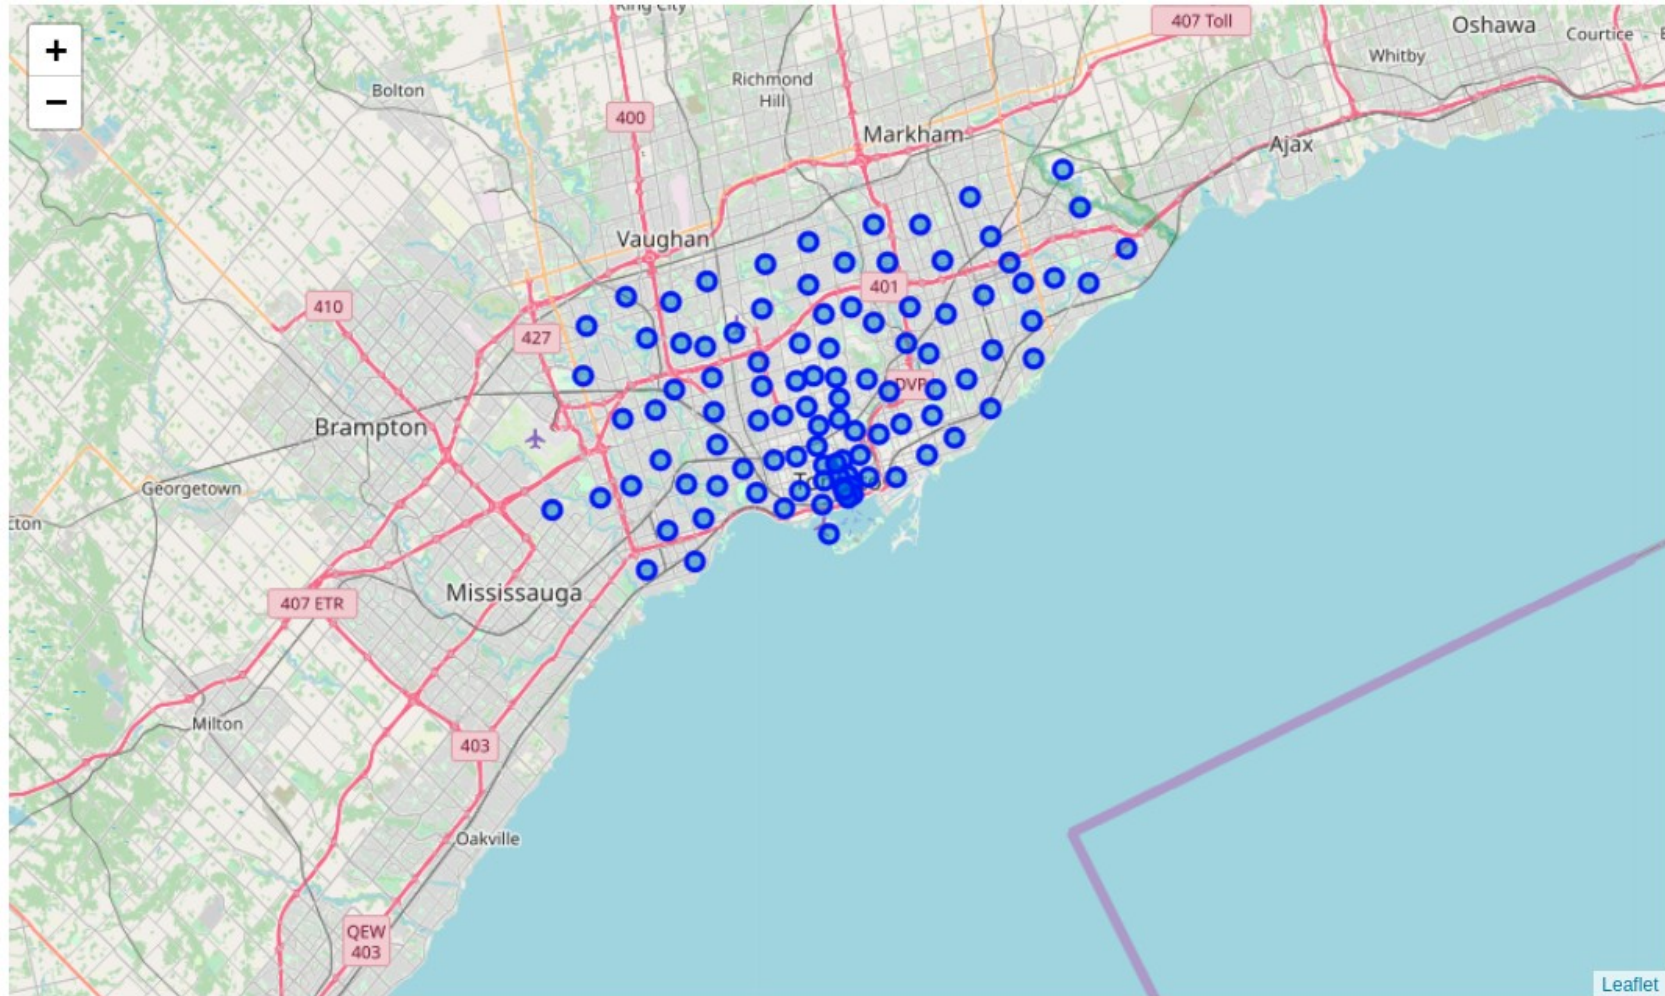 King City
407 Toll
Oshawa
Courtice
Whitby
+
−
Bolton
Richmond
Hill
400
Markham
Ajax
Vaughan
401
410
427
DVP
Brampton
Georgetown
cton
Mississauga
407 ETR
Milton
403
Oakville
QEW
403
Leaflet